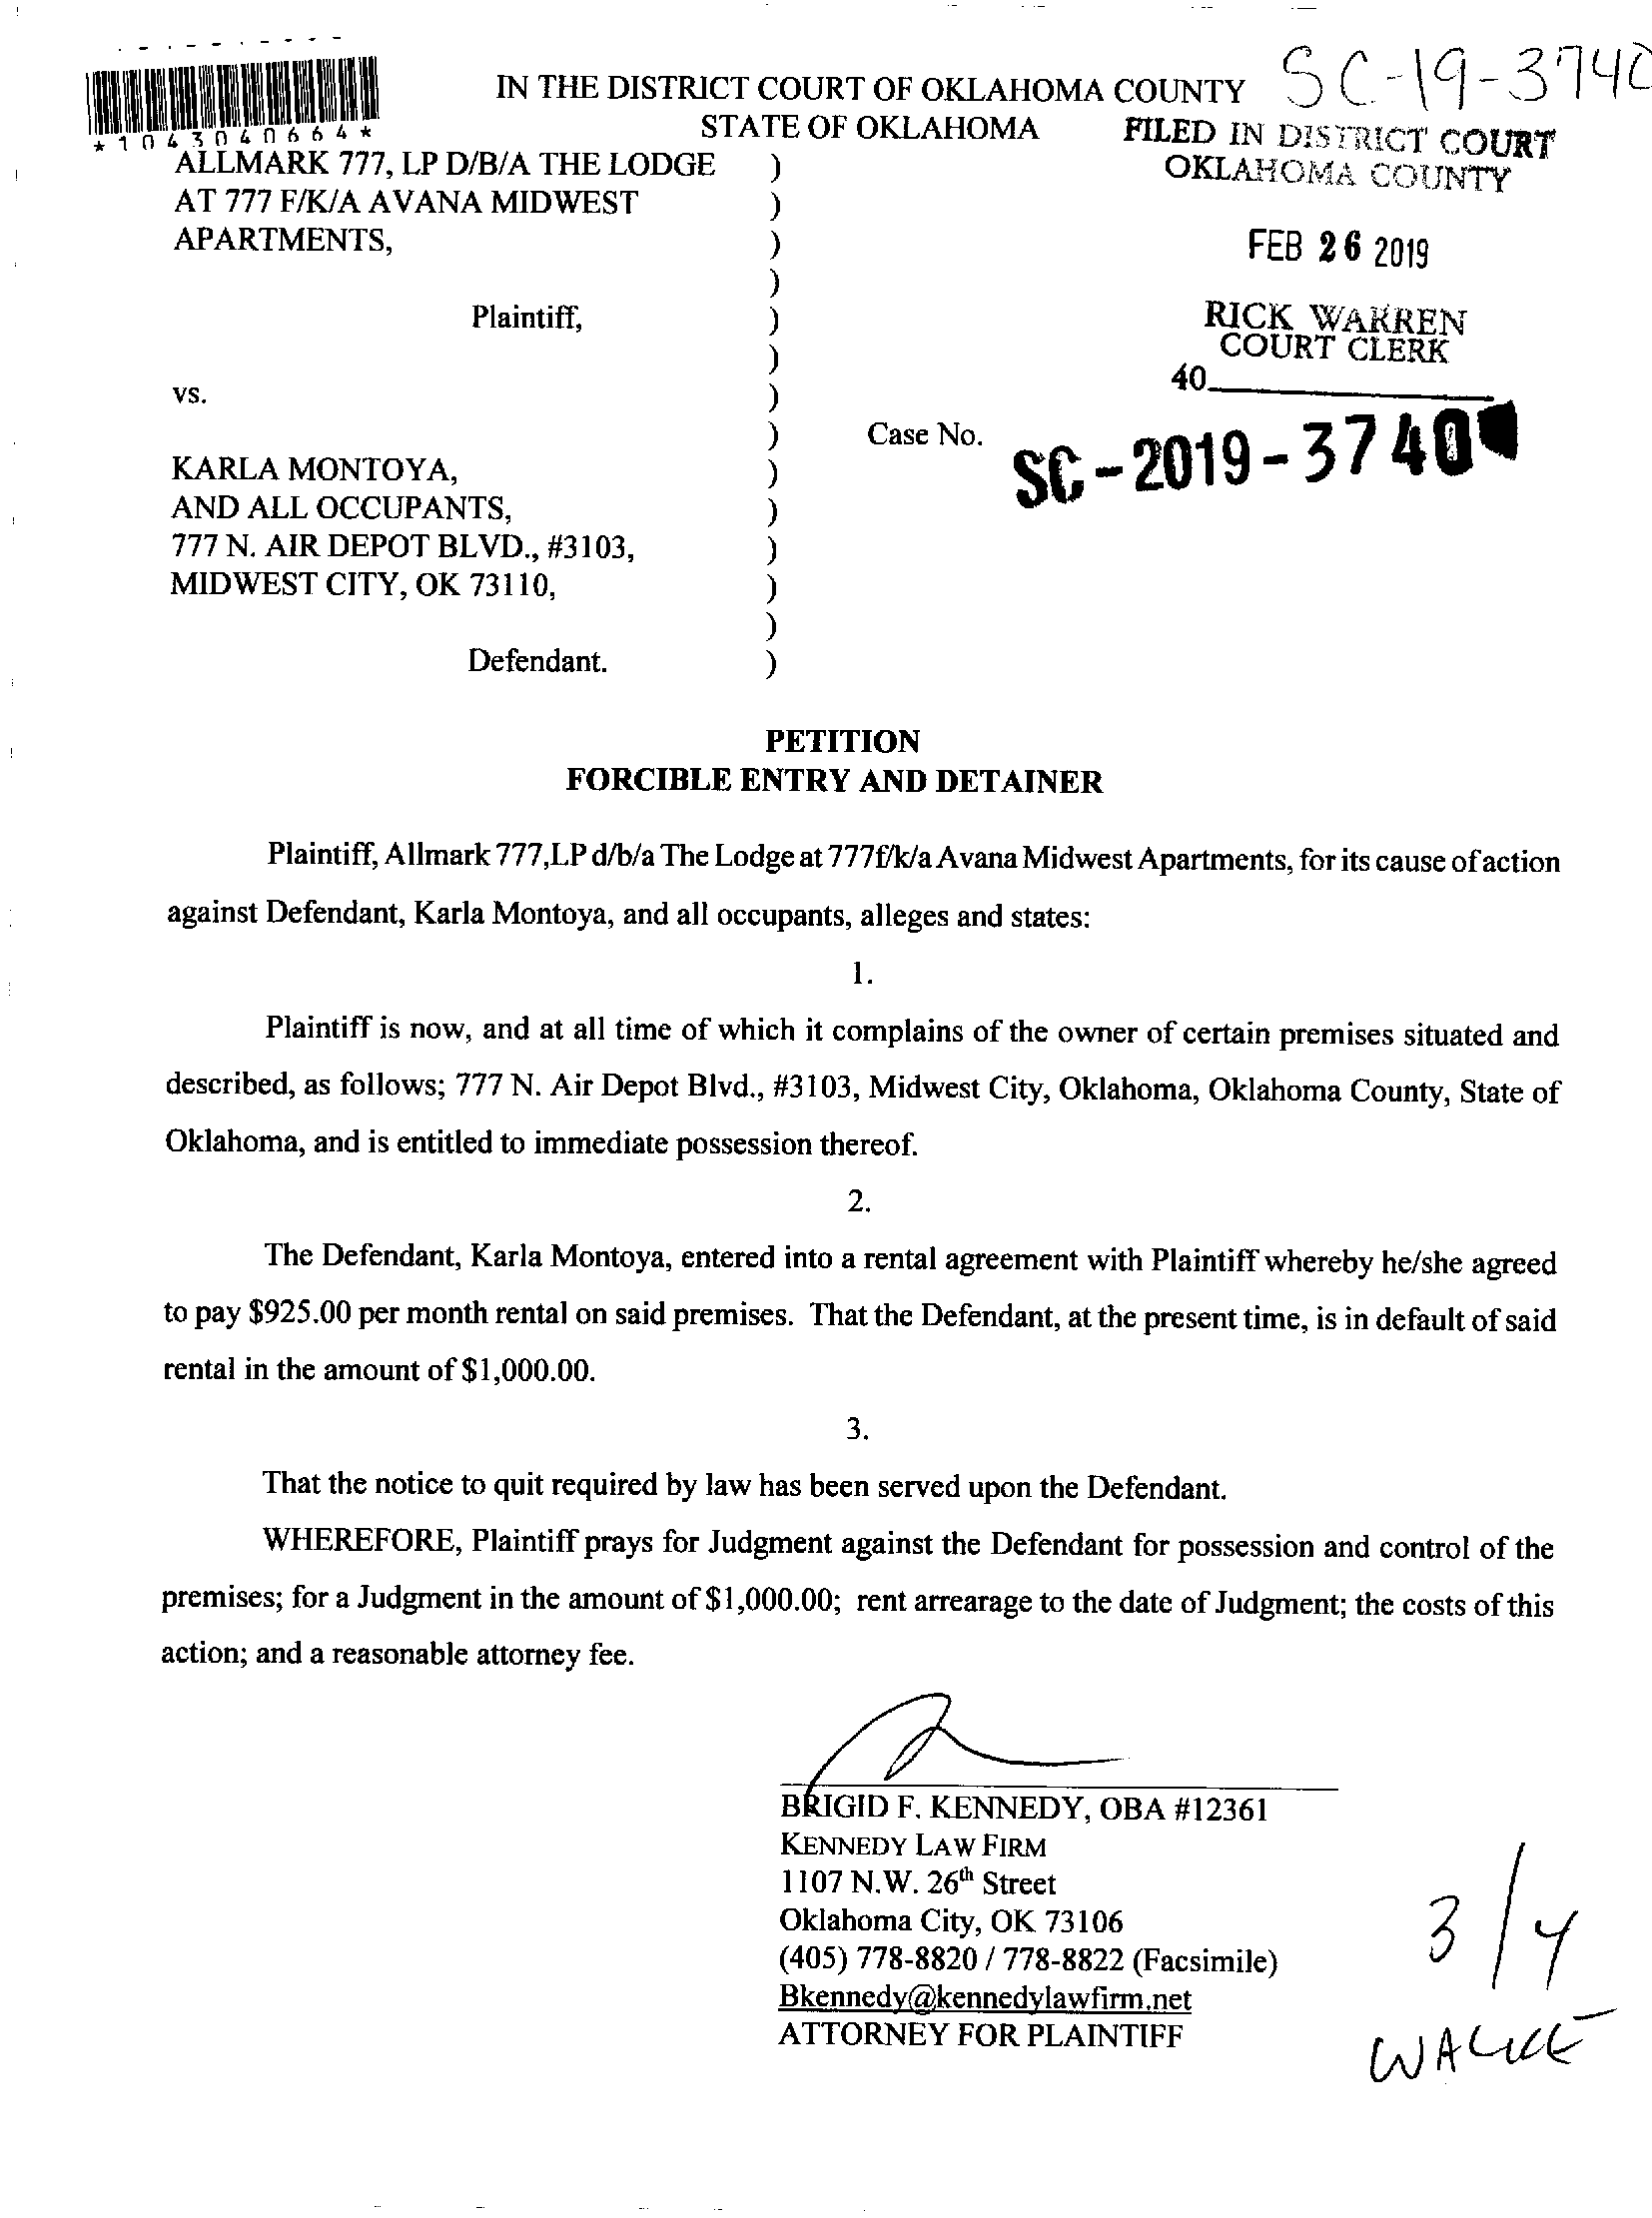 SC-19-3740
*1043040664*
IN THE DISTRICT COURT OF OKLAHOMA COUNTY
STATE OF OKLAHOMA
FILED IN DISTRICT COURT
OKLAHOMA COUNTY
FEB 26 2019
RICK WARREN
COURT CLERK
40
ALLMARK 777, LP D/B/A THE LODGE )
AT 777 F/K/A AVANA MIDWEST )
APARTMENTS, )
)
Plaintiff, )
)
vs. )
) Case No. SC-2019-3740
KARLA MONTOYA, )
AND ALL OCCUPANTS, )
777 N. AIR DEPOT BLVD., #3103, )
MIDWEST CITY, OK 73110, )
)
Defendant. )
PETITION
FORCIBLE ENTRY AND DETAINER
Plaintiff, Allmark 777,LP d/b/a The Lodge at 777f/k/a Avana Midwest Apartments, for its cause of action
against Defendant, Karla Montoya, and all occupants, alleges and states:
1.
Plaintiff is now, and at all time of which it complains of the owner of certain premises situated and
described, as follows; 777 N. Air Depot Blvd., #3103, Midwest City, Oklahoma, Oklahoma County, State of
Oklahoma, and is entitled to immediate possession thereof.
2.
The Defendant, Karla Montoya, entered into a rental agreement with Plaintiff whereby he/she agreed
to pay $925.00 per month rental on said premises. That the Defendant, at the present time, is in default of said
rental in the amount of $1,000.00.
3.
That the notice to quit required by law has been served upon the Defendant.
WHEREFORE, Plaintiff prays for Judgment against the Defendant for possession and control of the
premises; for a Judgment in the amount of $1,000.00; rent arrearage to the date of Judgment; the costs of this
action; and a reasonable attorney fee.
BRIGID F. KENNEDY, OBA #12361
KENNEDY LAW FIRM
1107 N.W. 26th Street
Oklahoma City, OK 73106
(405) 778-8820 / 778-8822 (Facsimile)
Bkennedy@kennedylawfirm.net
ATTORNEY FOR PLAINTIFF
3/4